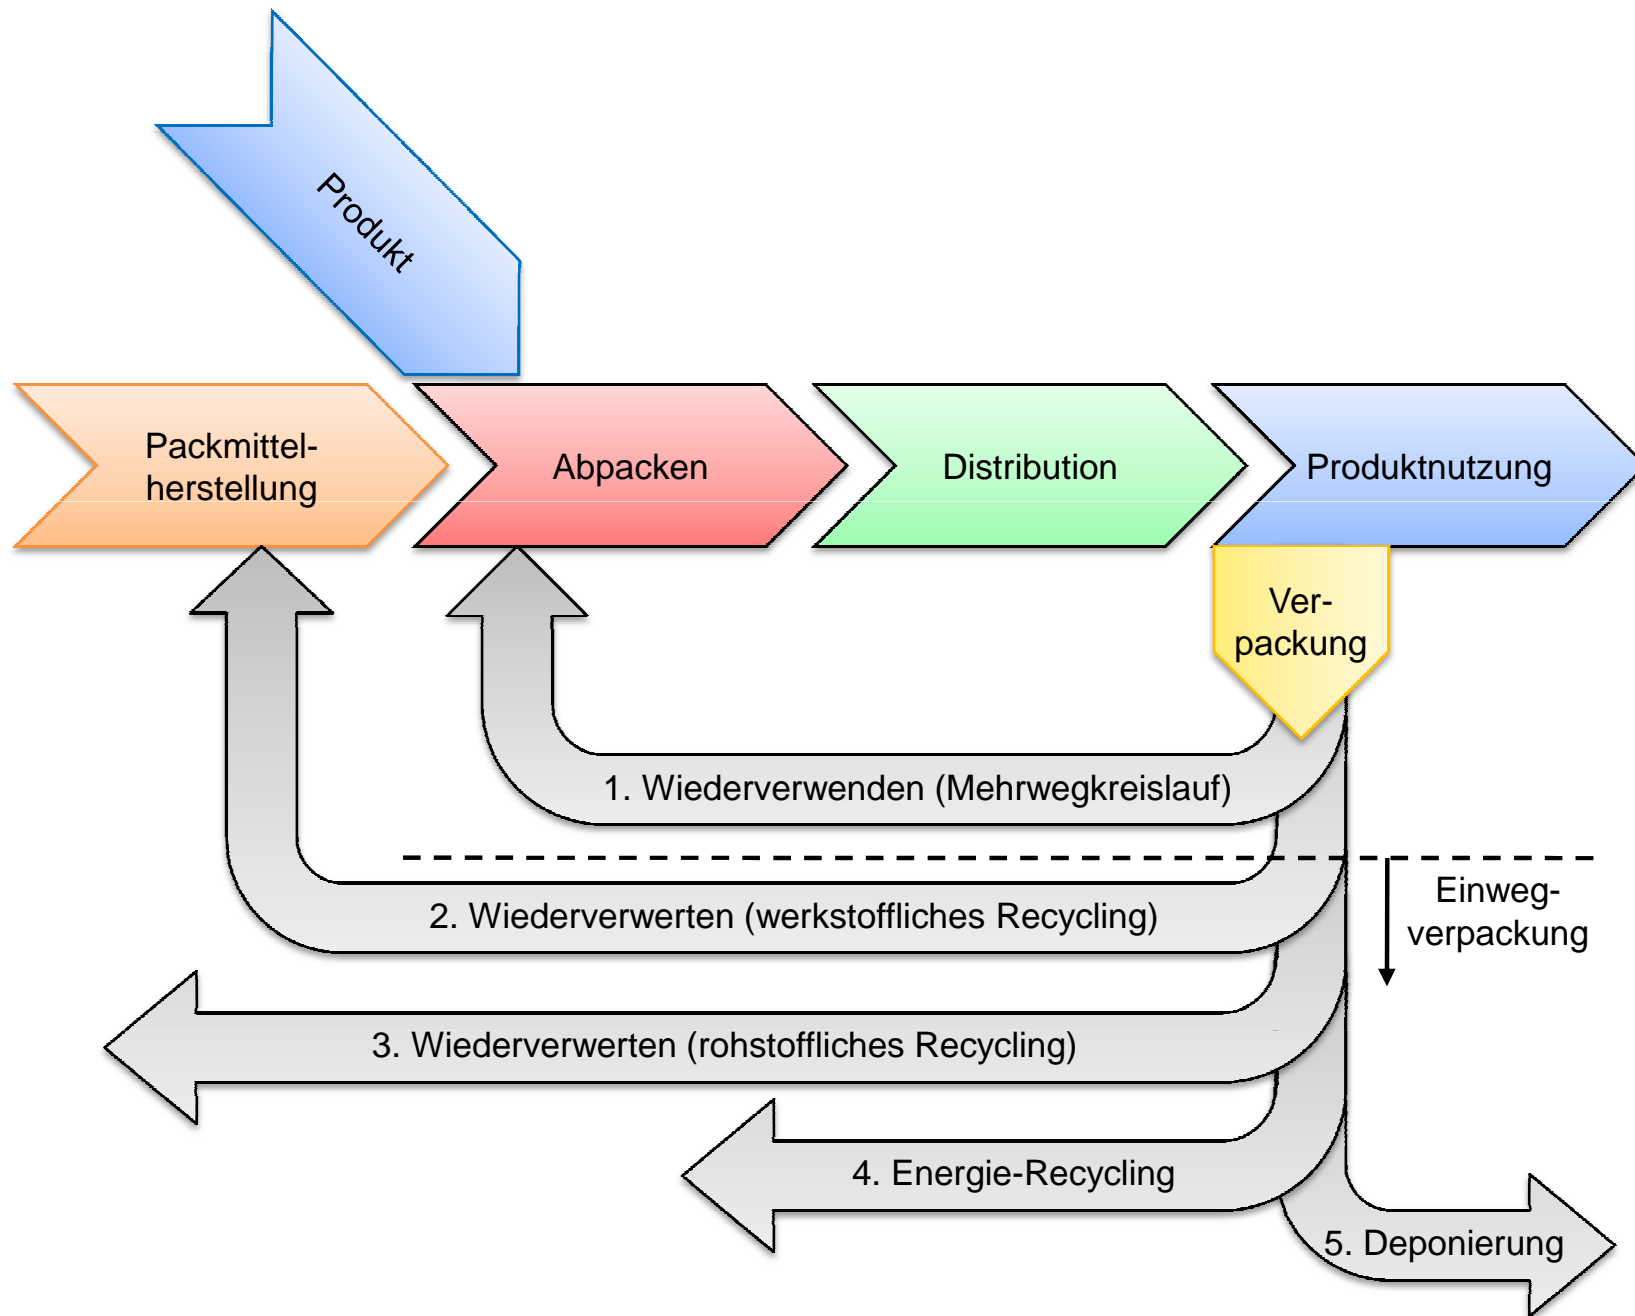 Produkt
Packmittel-
herstellung
Abpacken
Distribution
Produktnutzung
Ver-
packung
1. Wiederverwenden (Mehrwegkreislauf)
Einweg-
verpackung
2. Wiederverwerten (werkstoffliches Recycling)
3. Wiederverwerten (rohstoffliches Recycling)
4. Energie-Recycling
5. Deponierung